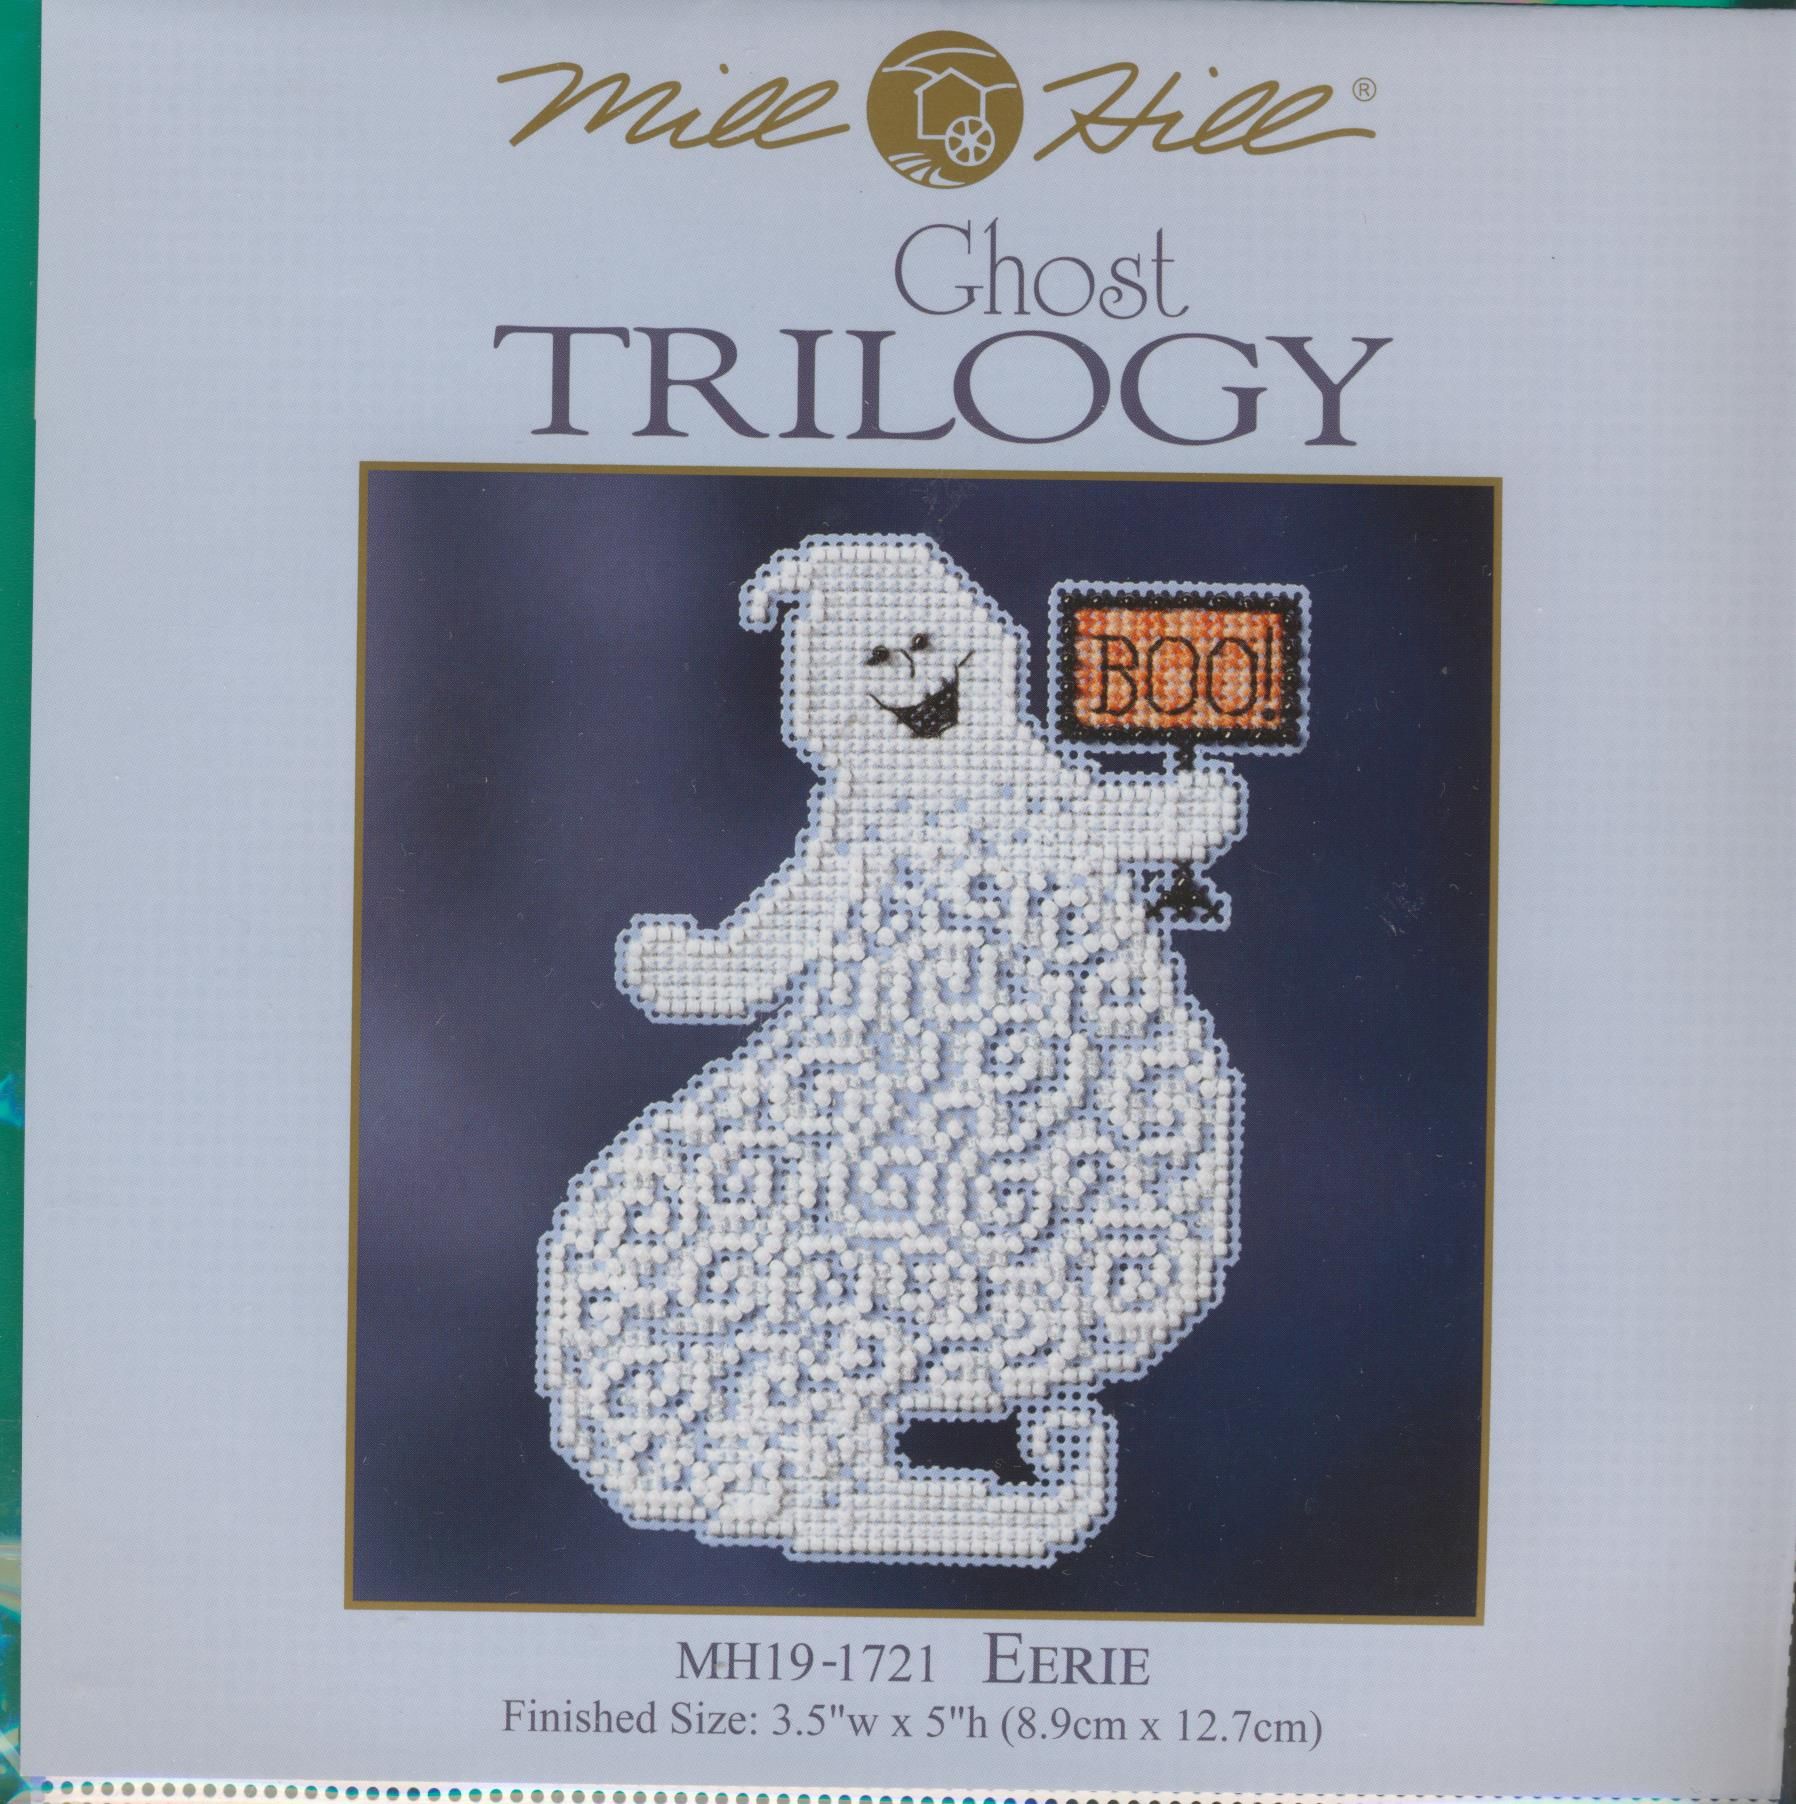 Mill Hill®
Ghost
TRILOGY
BOO!
MH19-1721 EERIE
Finished Size: 3.5"w x 5"h (8.9cm x 12.7cm)